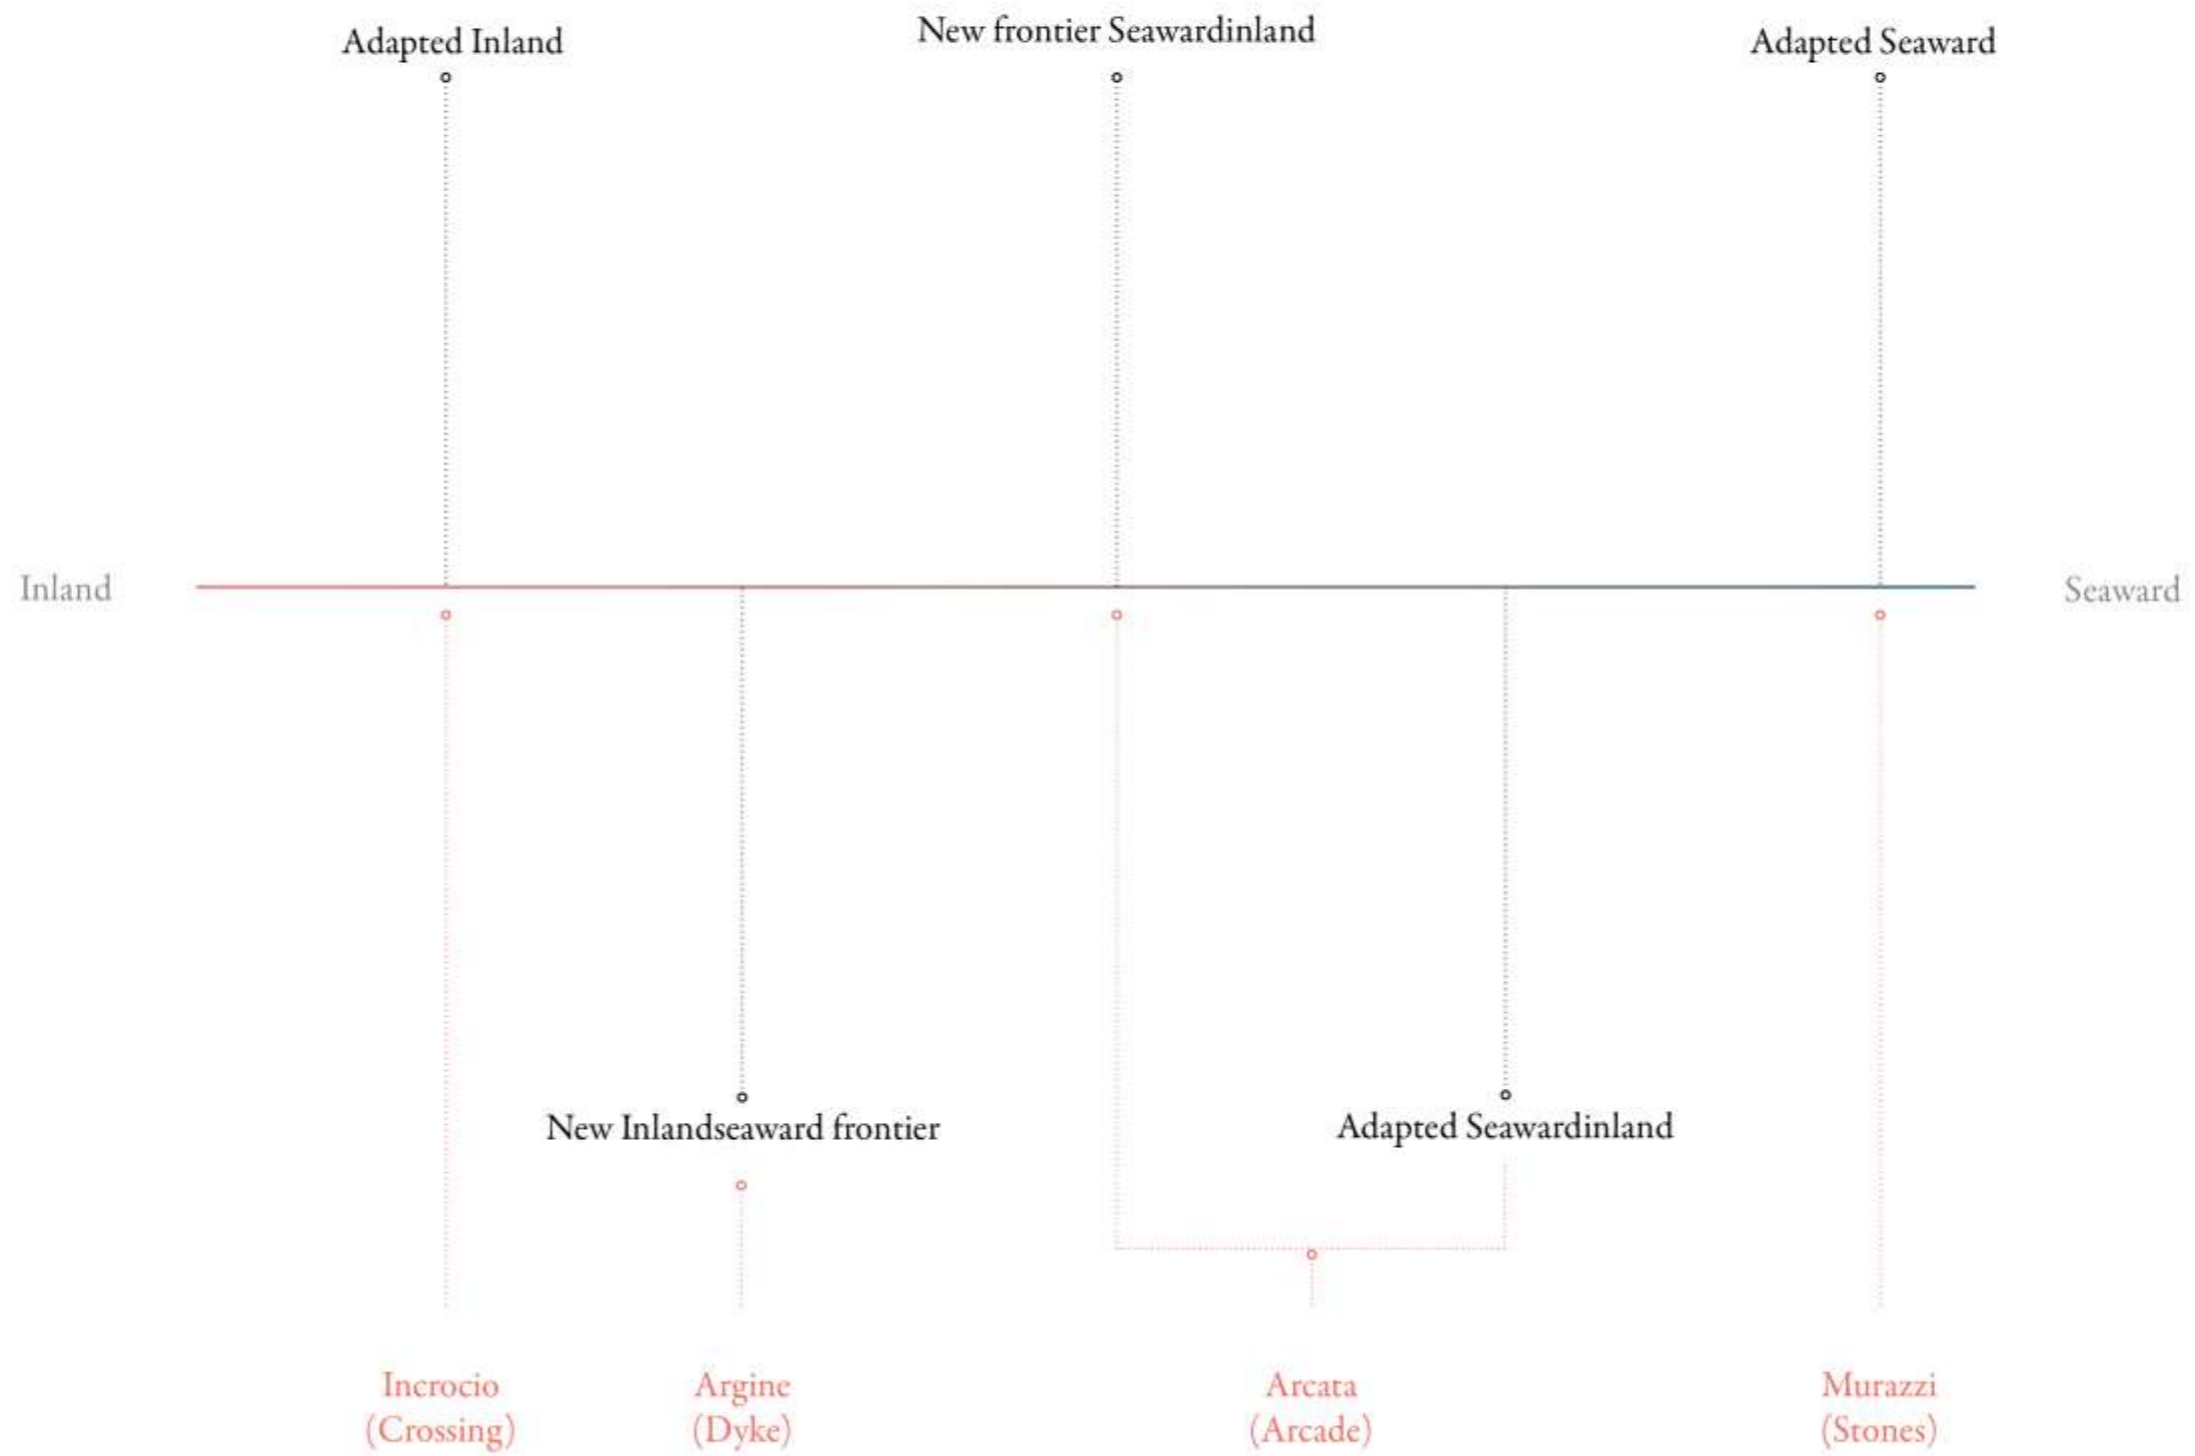 Adapted Inland
New frontier Seawardinland
Adapted Seaward
Inland
Seaward
New Inlandseaward frontier
Adapted Seawardinland
Incrocio
(Crossing)
Argine
(Dyke)
Arcata
(Arcade)
Murazzi
(Stones)